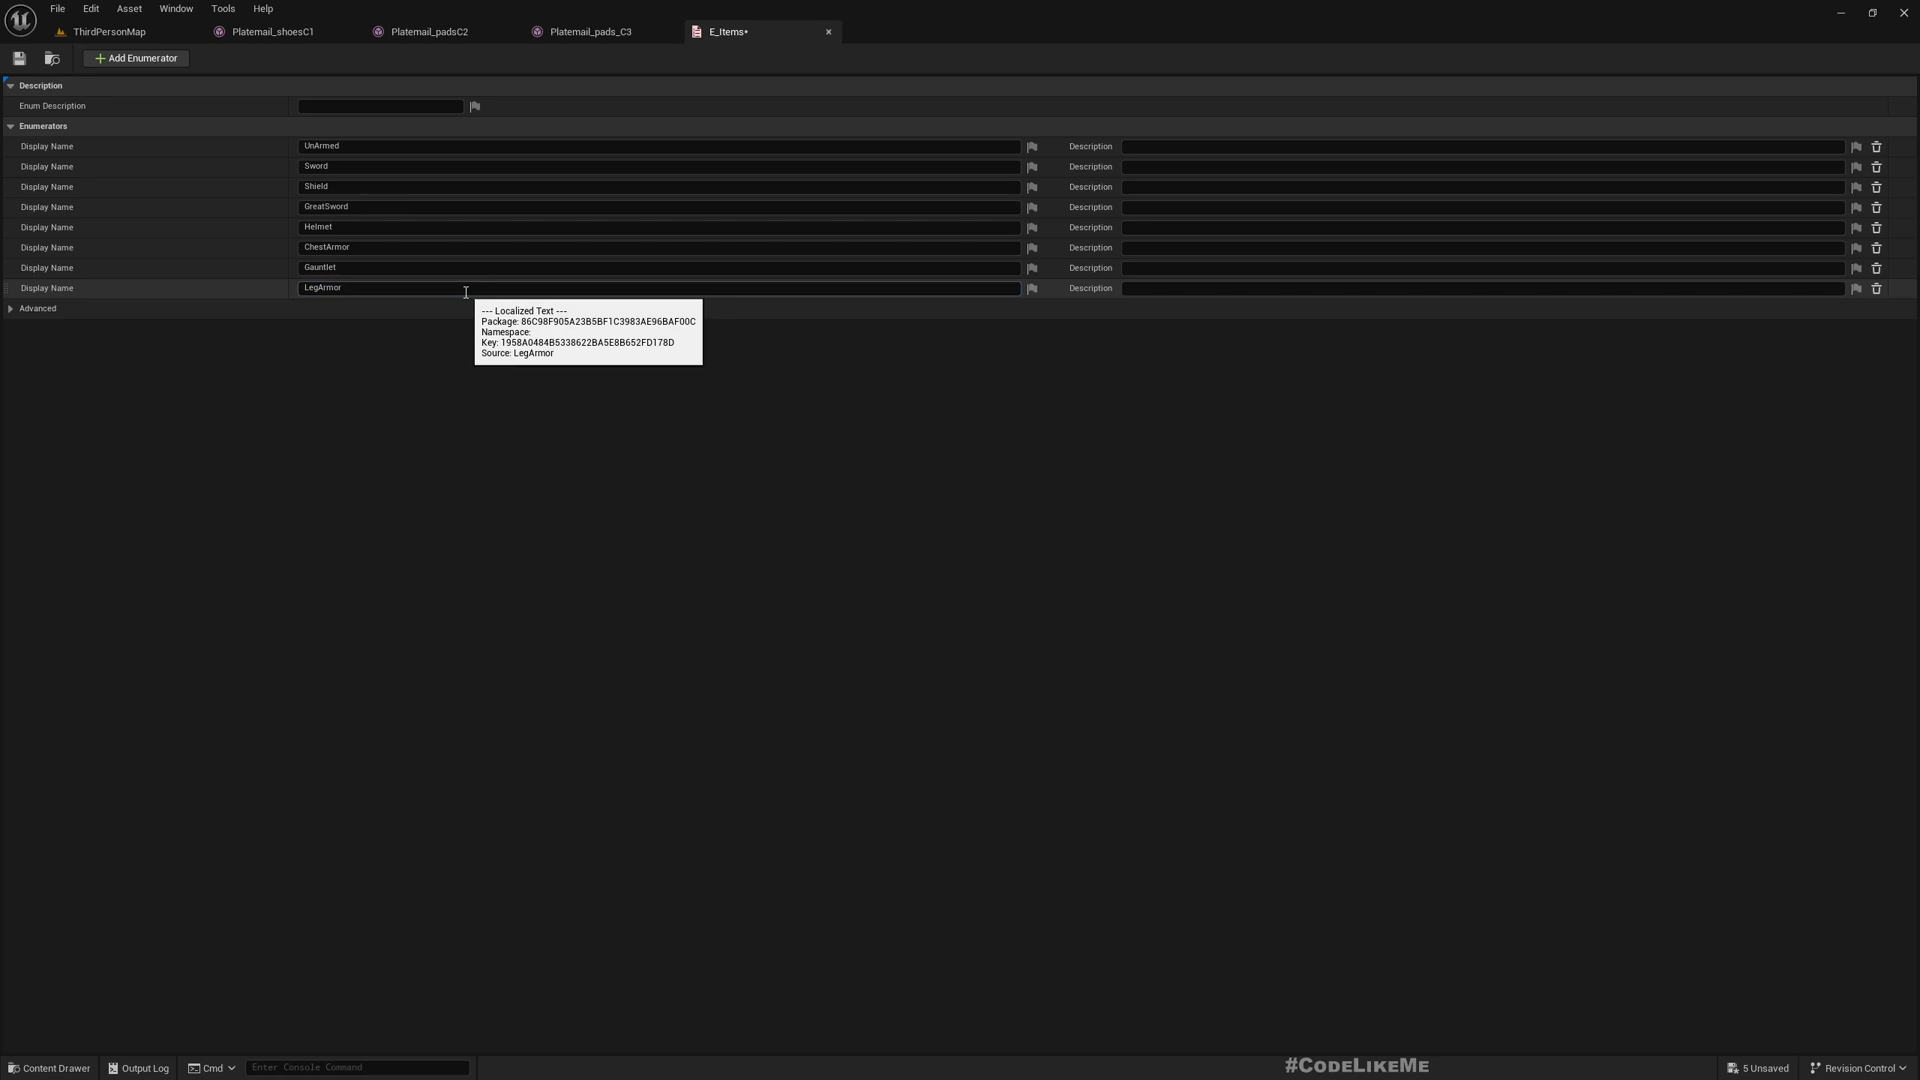 File Edit Asset Window Tools Help
ThirdPersonMap Platemail_shoesC1 Platemail_padsC2 Platemail_pads_C3 E_Items•
Add Enumerator
Description
Enum Description
Enumerators
Display Name UnArmed Description
Display Name Sword Description
Display Name Shield Description
Display Name GreatSword Description
Display Name Helmet Description
Display Name ChestArmor Description
Display Name Gauntlet Description
Display Name LegArmor Description
Advanced
--- Localized Text ---
Package: 86C98F905A23B5BF1C3983AE96BAF00C
Namespace:
Key: 1958A0484B5338622BA5E8B652FD178D
Source: LegArmor
Content Drawer Output Log Cmd Enter Console Command #CODELIKEME 5 Unsaved Revision Control